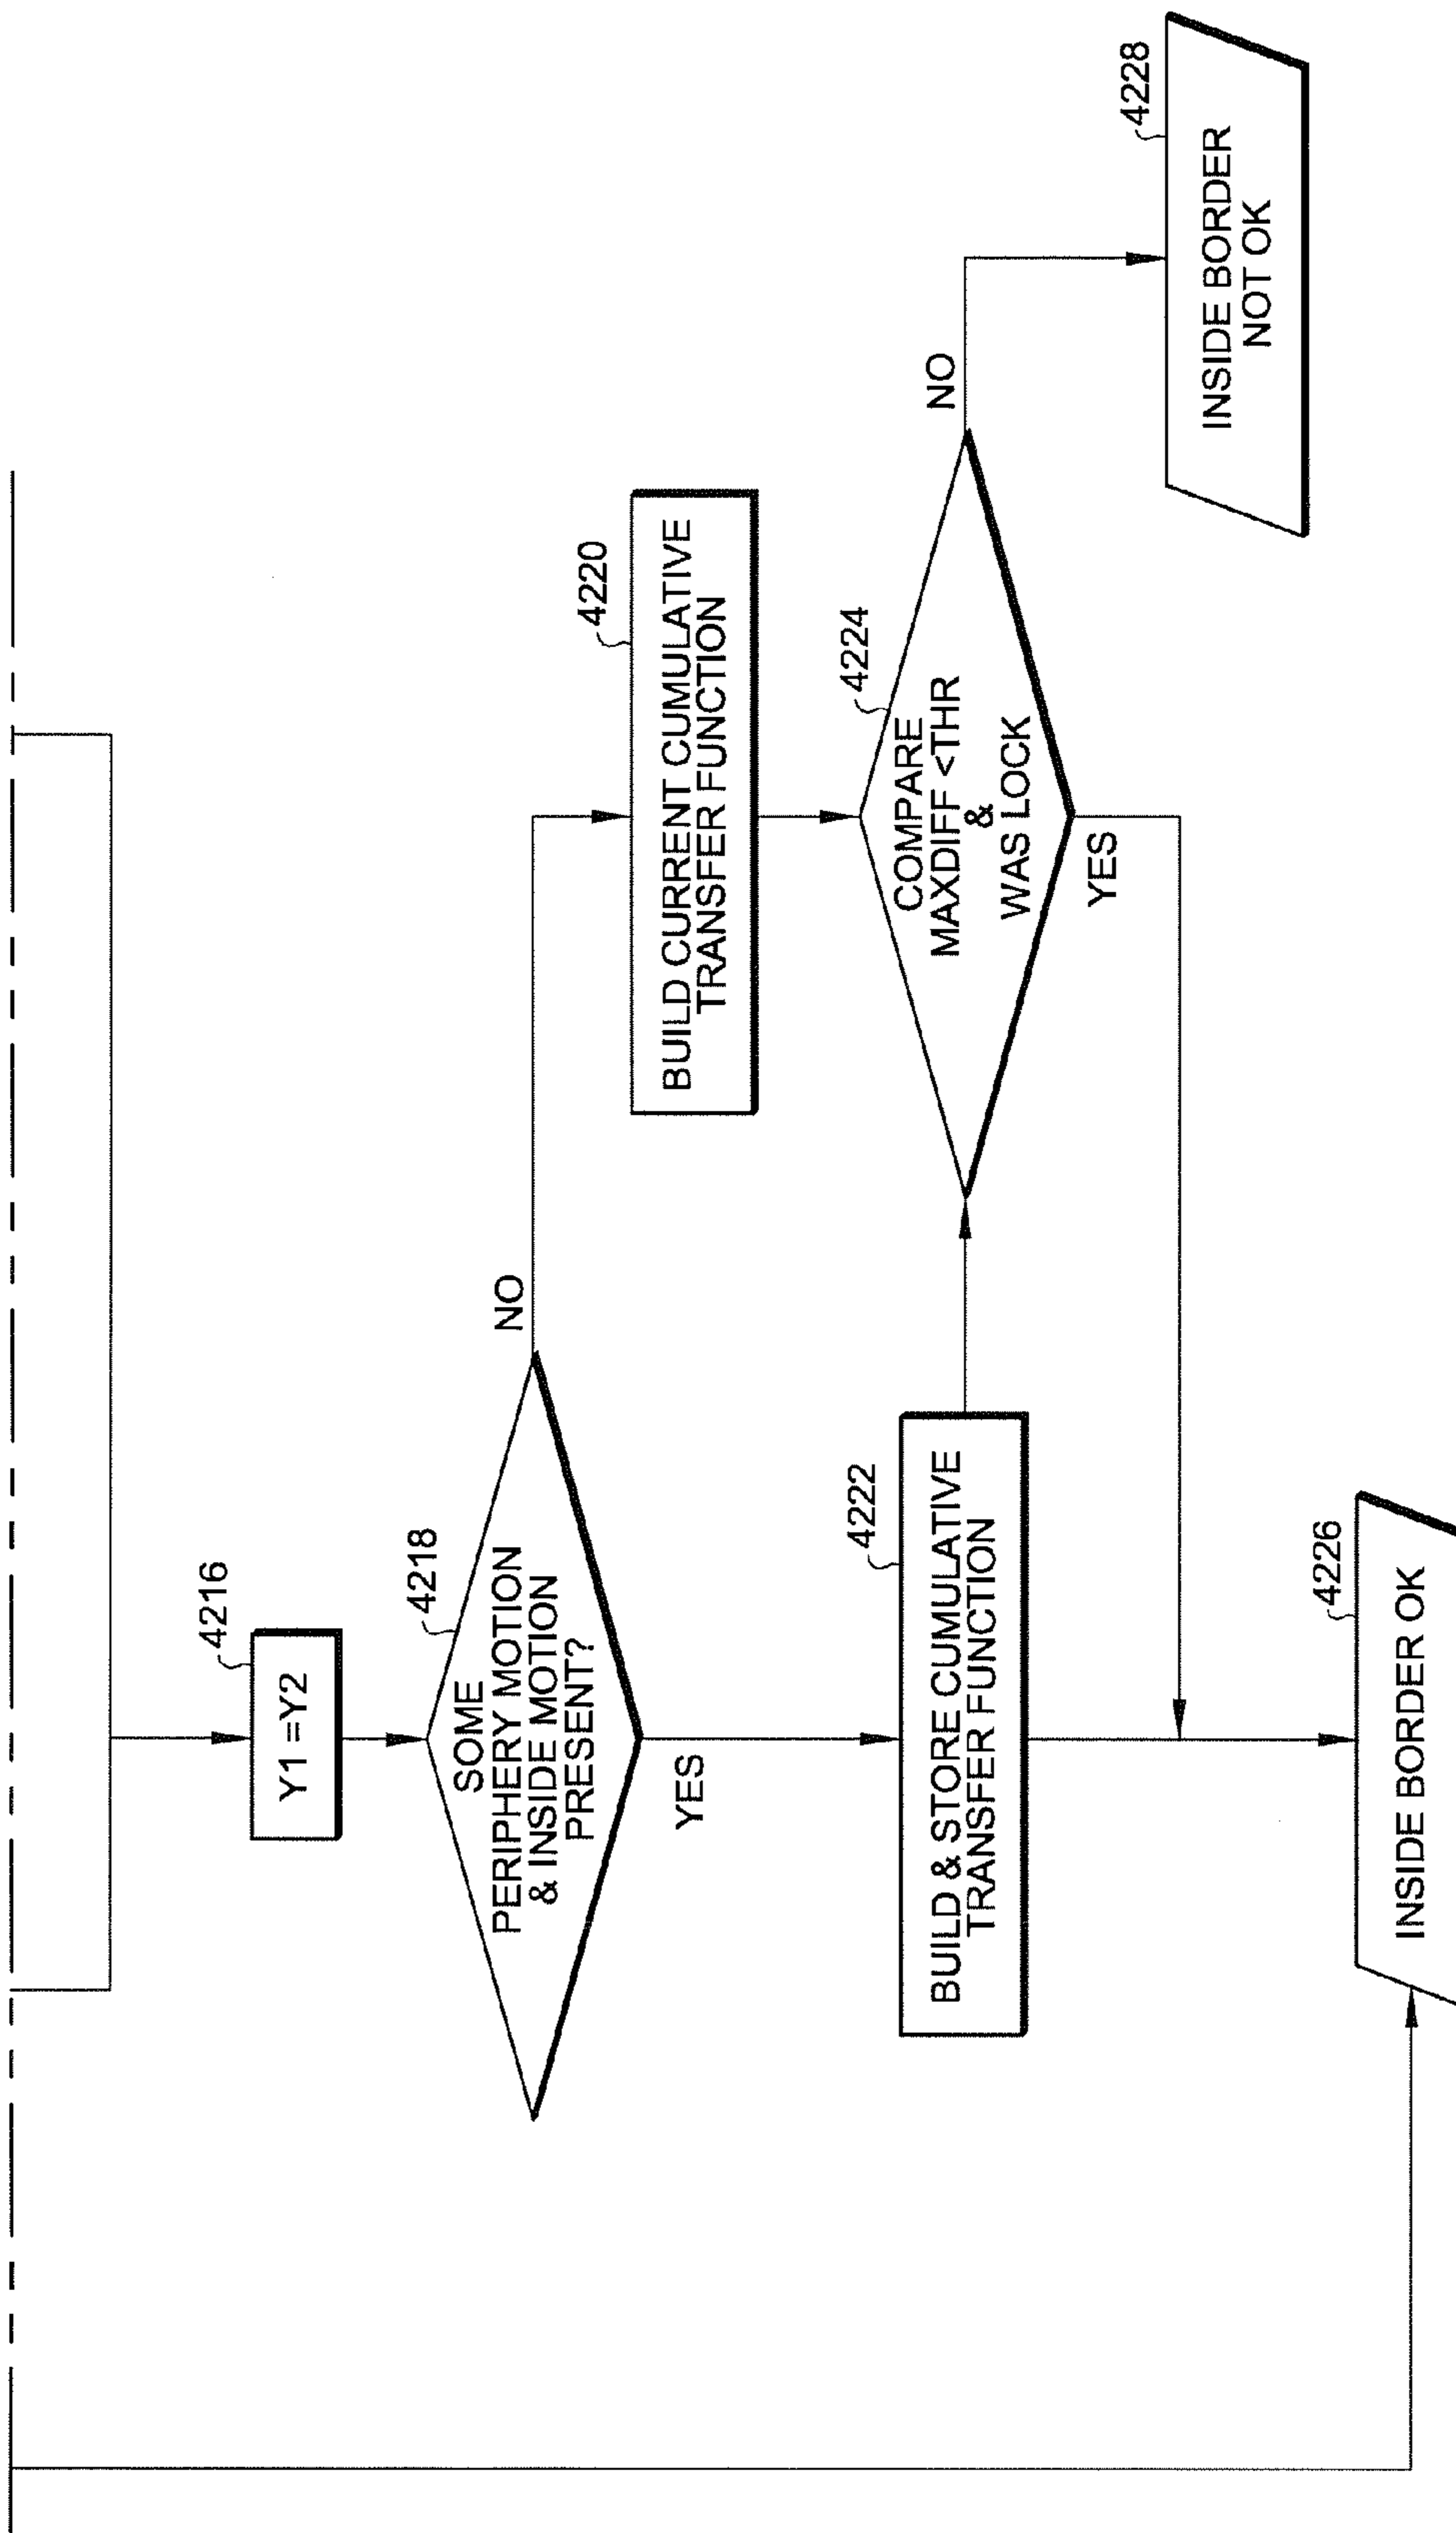 4216
Y1 =Y2
4218
SOME
PERIPHERY MOTION
& INSIDE MOTION
PRESENT?
NO
YES
4220
BUILD CURRENT CUMULATIVE
TRANSFER FUNCTION
4222
BUILD & STORE CUMULATIVE
TRANSFER FUNCTION
4224
COMPARE
MAXDIFF <THR
&
WAS LOCK
NO
YES
4226
INSIDE BORDER OK
4228
INSIDE BORDER
NOT OK